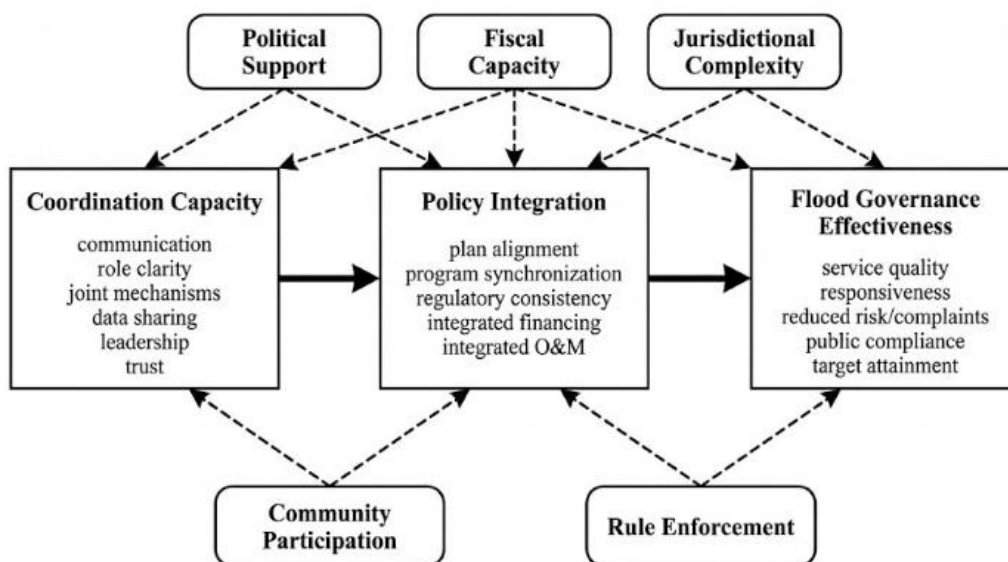 Political
Support
Fiscal
Capacity
Jurisdictional
Complexity
Coordination Capacity
communication
role clarity
joint mechanisms
data sharing
leadership
trust
Policy Integration
plan alignment
program synchronization
regulatory consistency
integrated financing
integrated O&M
Flood Governance
Effectiveness
service quality
responsiveness
reduced risk/complaints
public compliance
target attainment
Community
Participation
Rule Enforcement